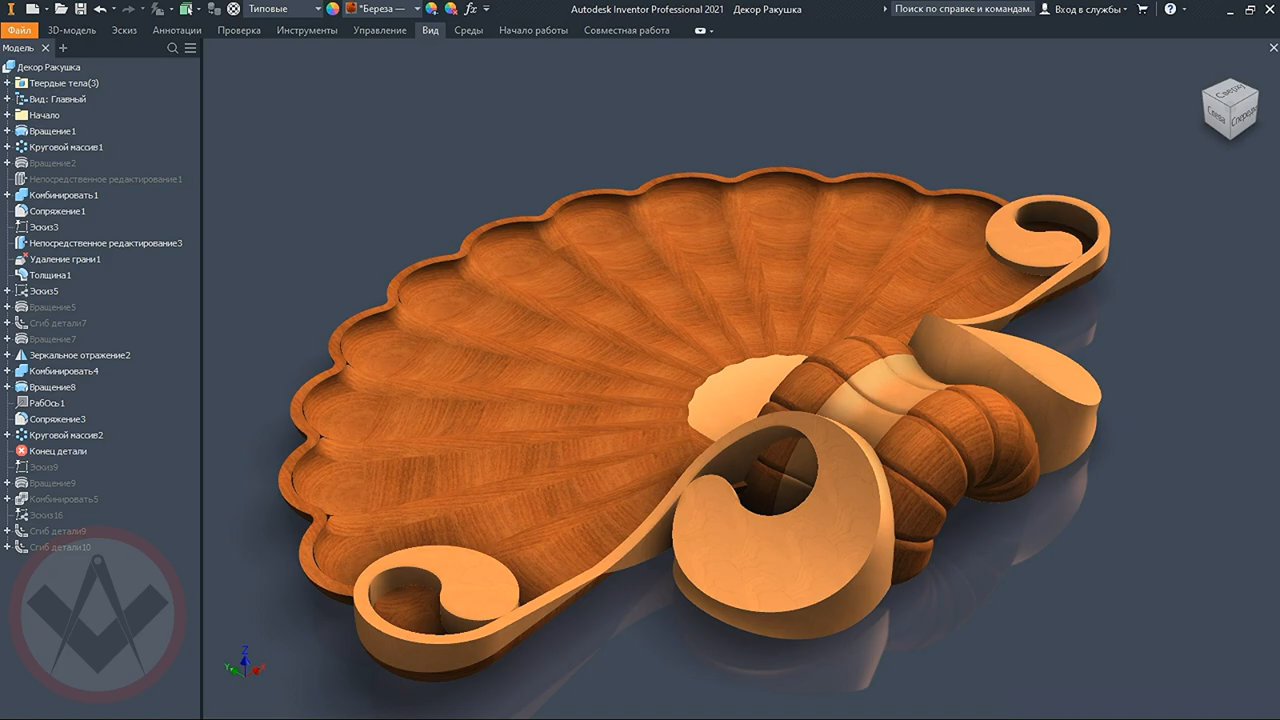 Типовые
*Береза —
fx
Autodesk Inventor Professional 2021 Декор Ракушка
Поиск по справке и командам.
Вход в службы
Файл 3D-модель Эскиз Аннотации Проверка Инструменты Управление Вид Среды Начало работы Совместная работа
Модель
Декор Ракушка
Твердые тела(3)
Вид: Главный
Начало
Вращение1
Круговой массив1
Вращение2
Непосредственное редактирование1
Комбинировать1
Сопряжение1
Эскиз3
Непосредственное редактирование3
Удаление грани1
Толщина1
Эскиз5
Вращение5
Сгиб детали7
Вращение7
Зеркальное отражение2
Комбинировать4
Вращение8
РабОсь1
Сопряжение3
Круговой массив2
Конец детали
Эскиз9
Вращение9
Комбинировать5
Эскиз16
Сгиб детали9
Сгиб детали10
Сверху
Слева
Спереди
Z
Y
X